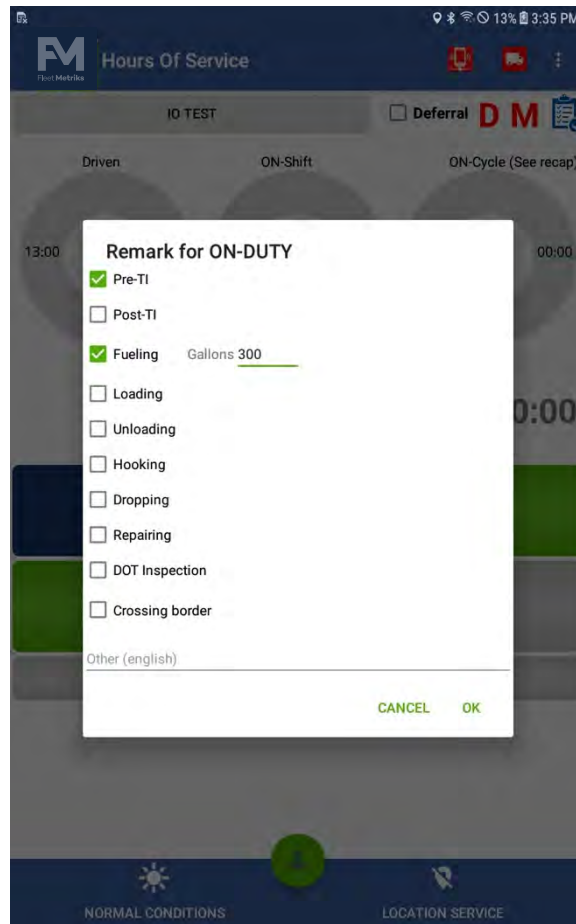 13% 3:35 PM
FM
Fleet Metriks
Hours Of Service
IO TEST
Deferral D M
Driven ON-Shift ON-Cycle (See recap)
13:00 00:00
Remark for ON-DUTY
Pre-TI
Post-TI
Fueling Gallons 300
Loading
0:00
Unloading
Hooking
Dropping
Repairing
DOT Inspection
Crossing border
Other (english)
CANCEL OK
NORMAL CONDITIONS LOCATION SERVICE